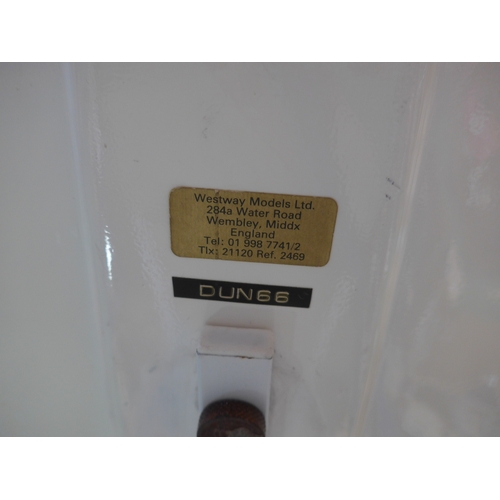 Westway Models Ltd.
284a Water Road
Wembley, Middx
England
Tel: 01 998 7741/2
Tlx: 21120 Ref. 2469
DUN66